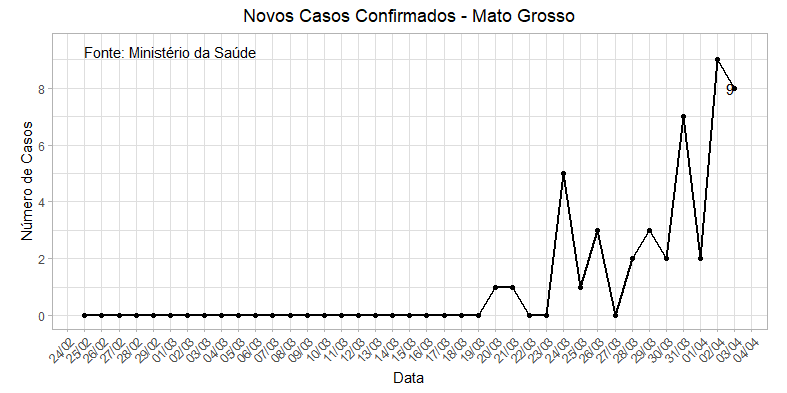 Novos Casos Confirmados - Mato Grosso
Fonte: Ministério da Saúde
Número de Casos
8
6
4
2
0
9
24/02 25/02 26/02 27/02 28/02 29/02 01/03 02/03 03/03 04/03 05/03 06/03 07/03 08/03 09/03 10/03 11/03 12/03 13/03 14/03 15/03 16/03 17/03 18/03 19/03 20/03 21/03 22/03 23/03 24/03 25/03 26/03 27/03 28/03 29/03 30/03 31/03 01/04 02/04 03/04 04/04
Data